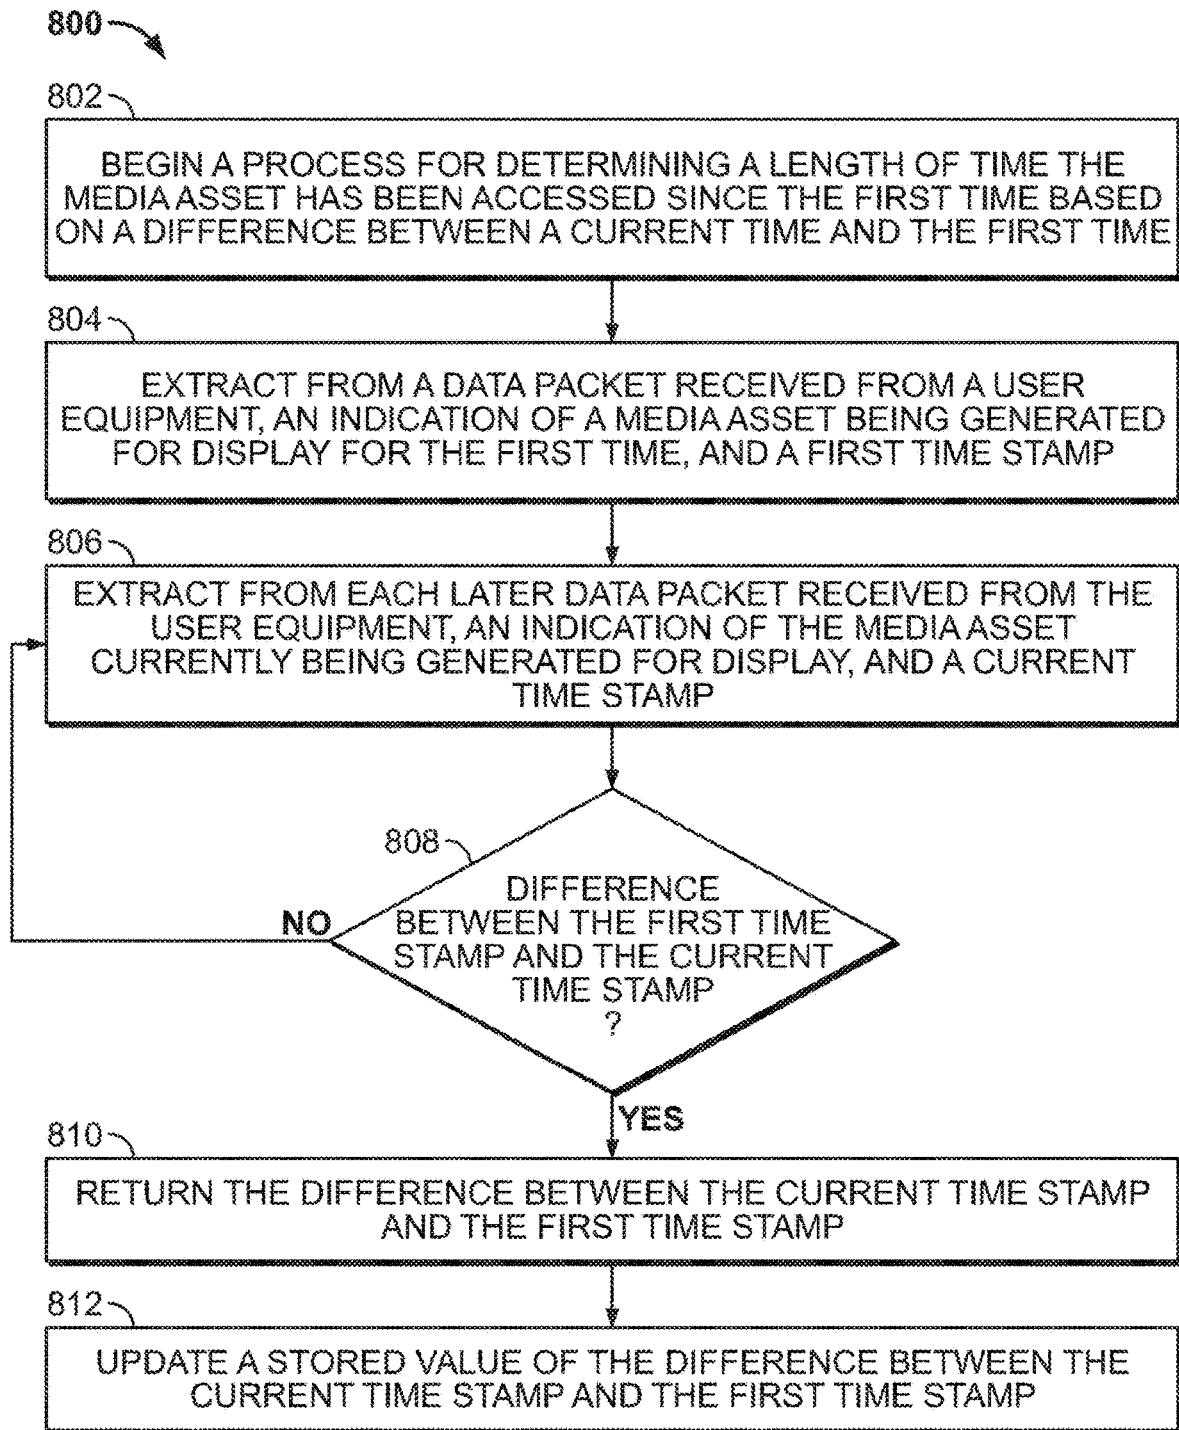 800
802
BEGIN A PROCESS FOR DETERMINING A LENGTH OF TIME THE
MEDIA ASSET HAS BEEN ACCESSED SINCE THE FIRST TIME BASED
ON A DIFFERENCE BETWEEN A CURRENT TIME AND THE FIRST TIME
804
EXTRACT FROM A DATA PACKET RECEIVED FROM A USER
EQUIPMENT, AN INDICATION OF A MEDIA ASSET BEING GENERATED
FOR DISPLAY FOR THE FIRST TIME, AND A FIRST TIME STAMP
806
EXTRACT FROM EACH LATER DATA PACKET RECEIVED FROM THE
USER EQUIPMENT, AN INDICATION OF THE MEDIA ASSET
CURRENTLY BEING GENERATED FOR DISPLAY, AND A CURRENT
TIME STAMP
808
DIFFERENCE
BETWEEN THE FIRST TIME
STAMP AND THE CURRENT
TIME STAMP
?
NO
YES
810
RETURN THE DIFFERENCE BETWEEN THE CURRENT TIME STAMP
AND THE FIRST TIME STAMP
812
UPDATE A STORED VALUE OF THE DIFFERENCE BETWEEN THE
CURRENT TIME STAMP AND THE FIRST TIME STAMP